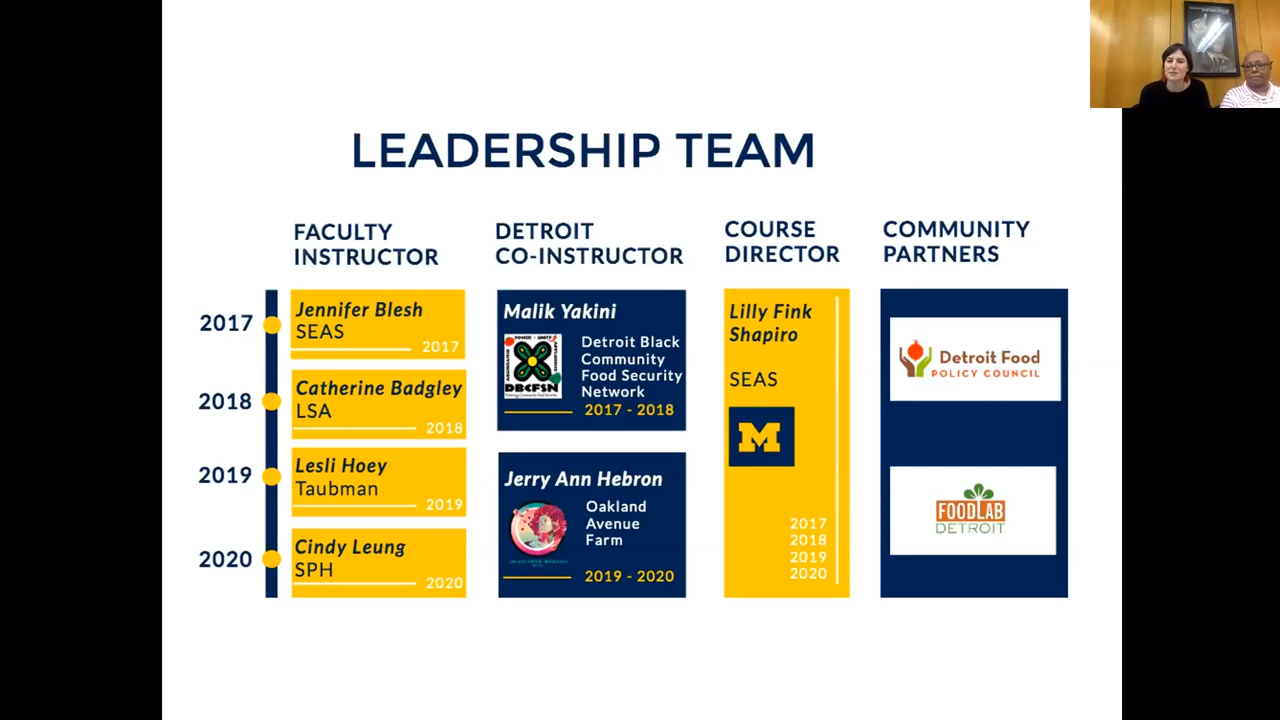 LEADERSHIP TEAM
FACULTY
INSTRUCTOR
DETROIT
CO-INSTRUCTOR
COURSE
DIRECTOR
COMMUNITY
PARTNERS
2017
2018
2019
2020
Jennifer Blesh
SEAS
2017
Catherine Badgley
LSA
2018
Lesli Hoey
Taubman
2019
Cindy Leung
SPH
2020
Malik Yakini
POWER · UNITY
DBCFSN
Detroit Black
Community
Food Security
Network
2017 - 2018
Jerry Ann Hebron
Oakland
Avenue
Farm
2019 - 2020
Lilly Fink
Shapiro
SEAS
M
2017
2018
2019
2020
Detroit Food
POLICY COUNCIL
FOODLAB
DETROIT